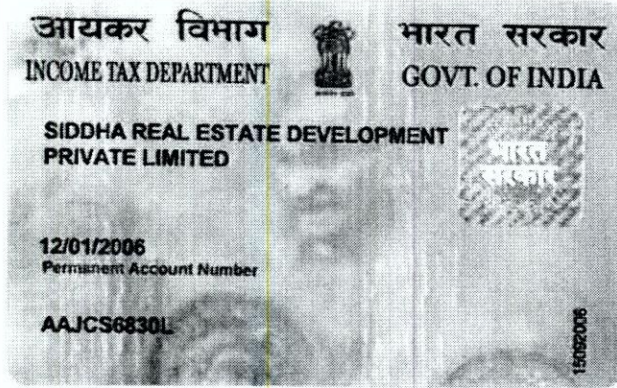 आयकर विभाग
INCOME TAX DEPARTMENT
भारत सरकार
GOVT. OF INDIA
SIDDHA REAL ESTATE DEVELOPMENT
PRIVATE LIMITED
भारत
सरकार
12/01/2006
Permanent Account Number
AAJCS6830L
15092006